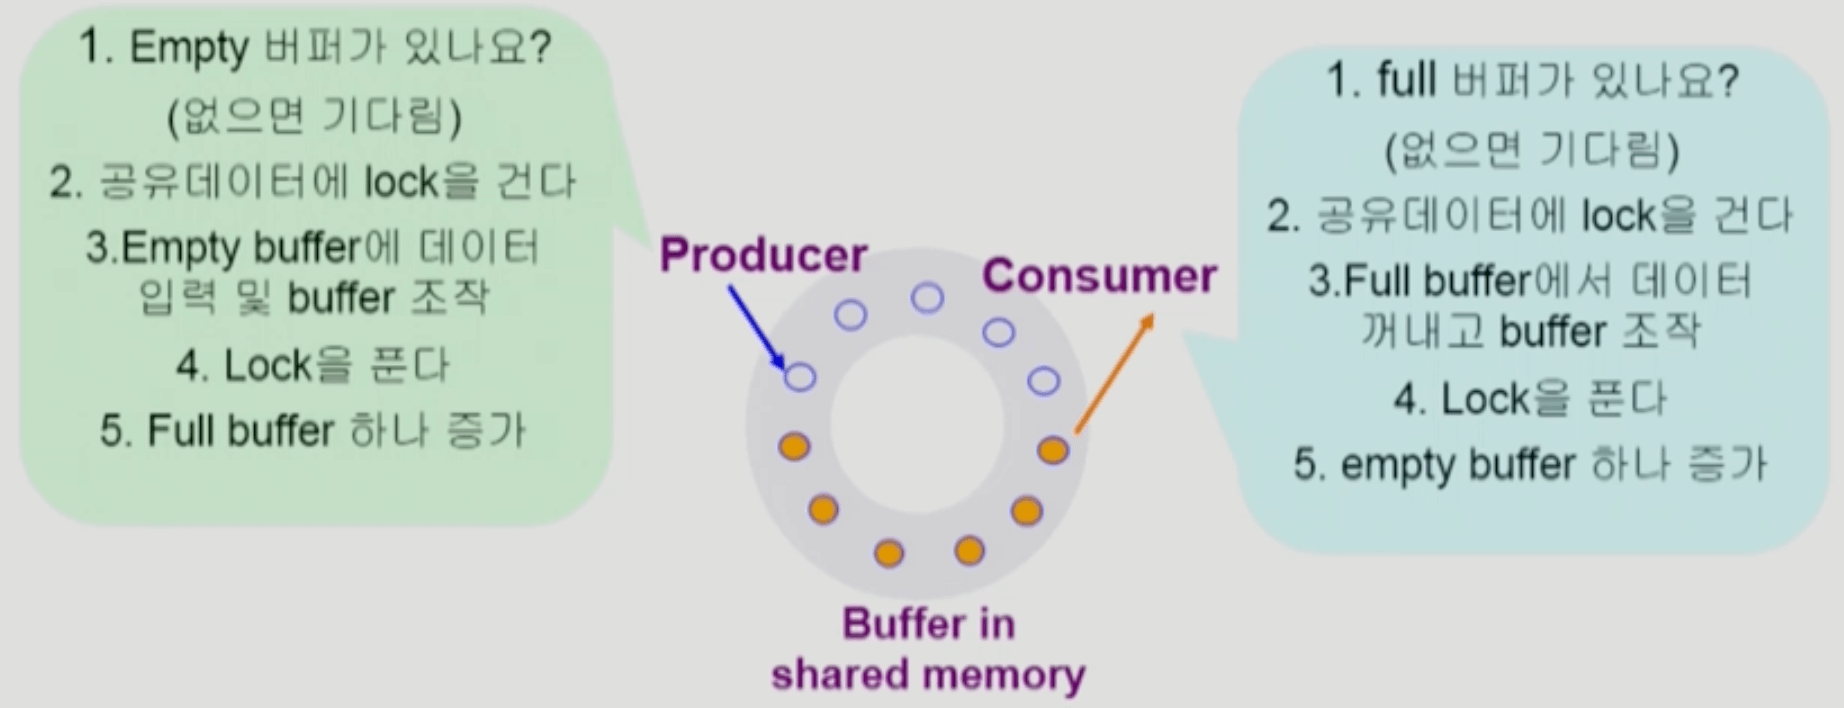 1. Empty 버퍼가 있나요?
(없으면 기다림)
2. 공유데이터에 lock을 건다
3.Empty buffer에 데이터
입력 및 buffer 조작
4. Lock을 푼다
5. Full buffer 하나 증가
Producer
Consumer
Buffer in
shared memory
1. full 버퍼가 있나요?
(없으면 기다림)
2. 공유데이터에 lock을 건다
3.Full buffer에서 데이터
꺼내고 buffer 조작
4. Lock을 푼다
5. empty buffer 하나 증가